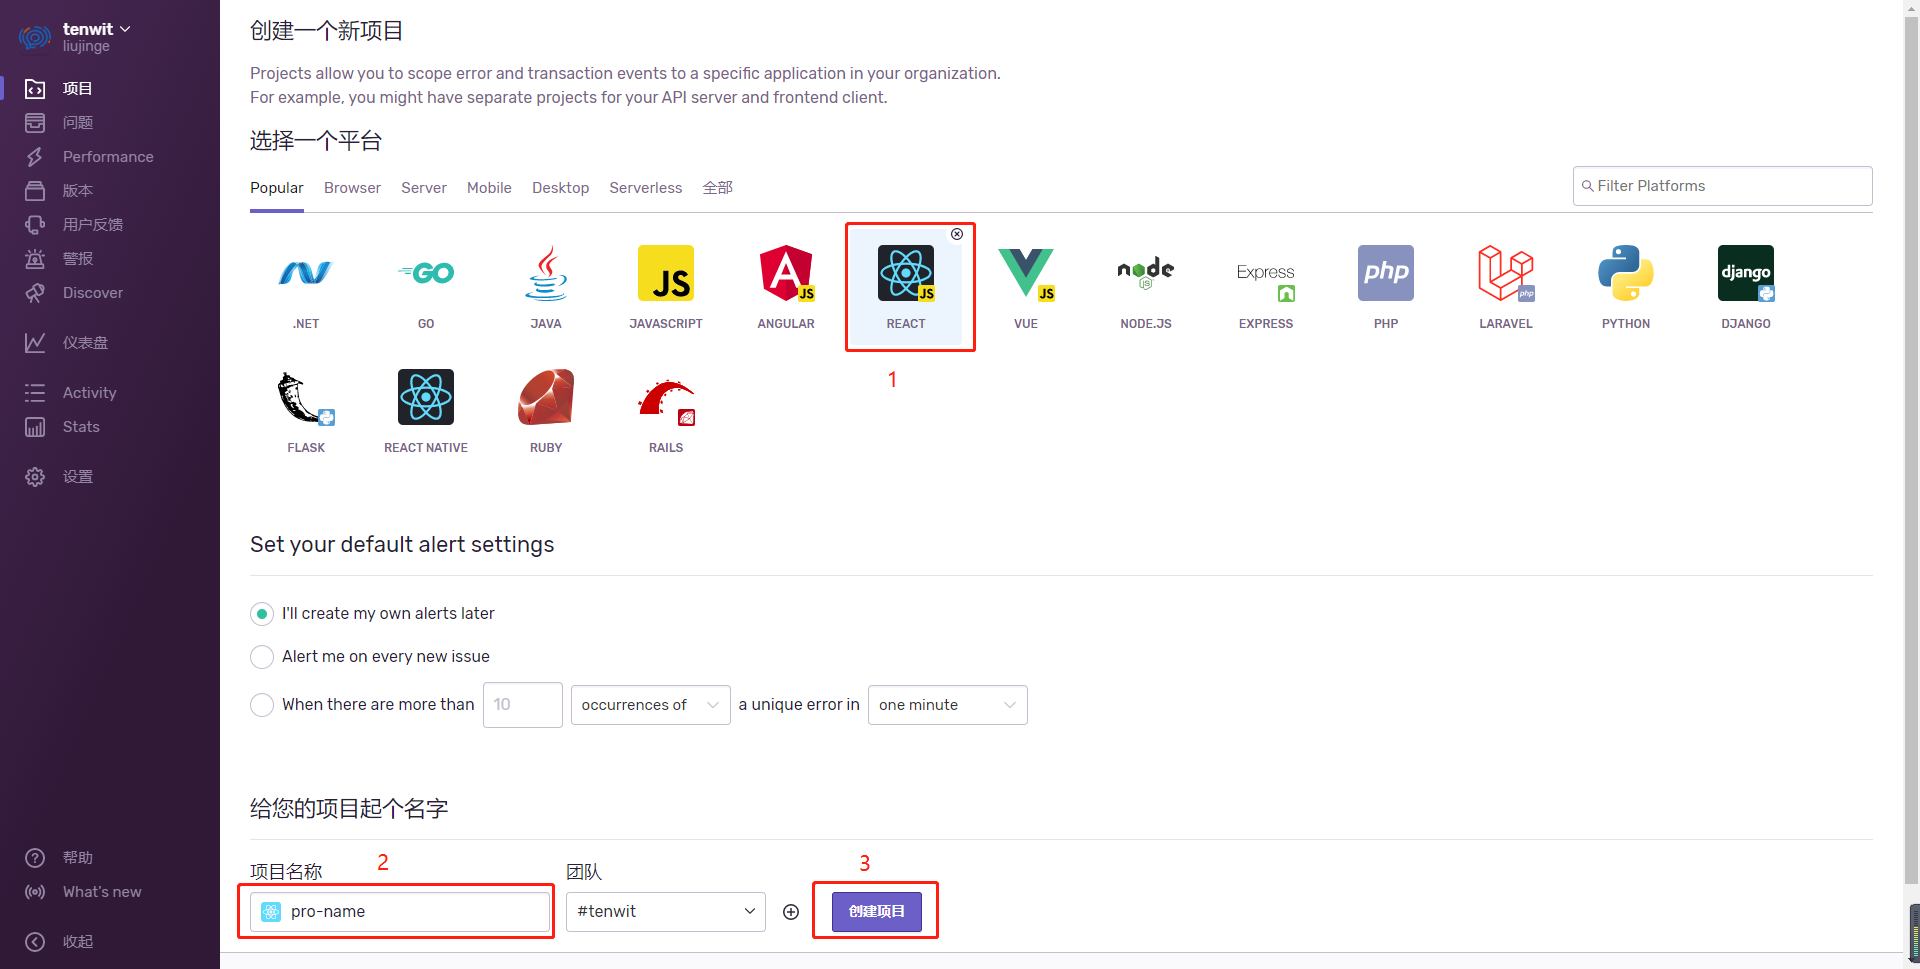 tenwit
liujinge
项目
问题
Performance
版本
用户反馈
警报
Discover
仪表盘
Activity
Stats
设置
帮助
What's new
收起
创建一个新项目
Projects allow you to scope error and transaction events to a specific application in your organization.
For example, you might have separate projects for your API server and frontend client.
选择一个平台
Popular Browser Server Mobile Desktop Serverless 全部
Filter Platforms
GO JS JS JS JS node JS Express php php django
.NET GO JAVA JAVASCRIPT ANGULAR REACT VUE NODE.JS EXPRESS PHP LARAVEL PYTHON DJANGO
1
FLASK REACT NATIVE RUBY RAILS
Set your default alert settings
I'll create my own alerts later
Alert me on every new issue
When there are more than 10 occurrences of a unique error in one minute
给您的项目起个名字
项目名称 2 团队 3
pro-name #tenwit 创建项目